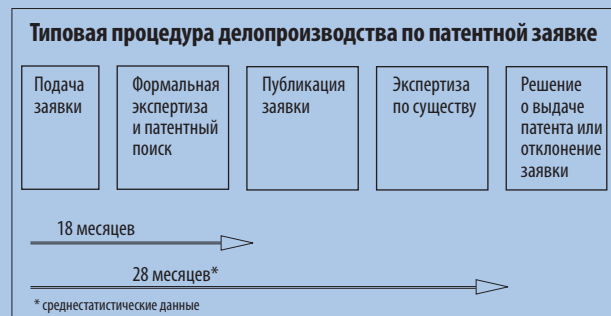 Типовая процедура делопроизводства по патентной заявке
Подача
заявки
Формальная
экспертиза
и патентный
поиск
Публикация
заявки
Экспертиза
по существу
Решение
о выдаче
патента или
отклонение
заявки
18 месяцев
28 месяцев*
* среднестатистические данные